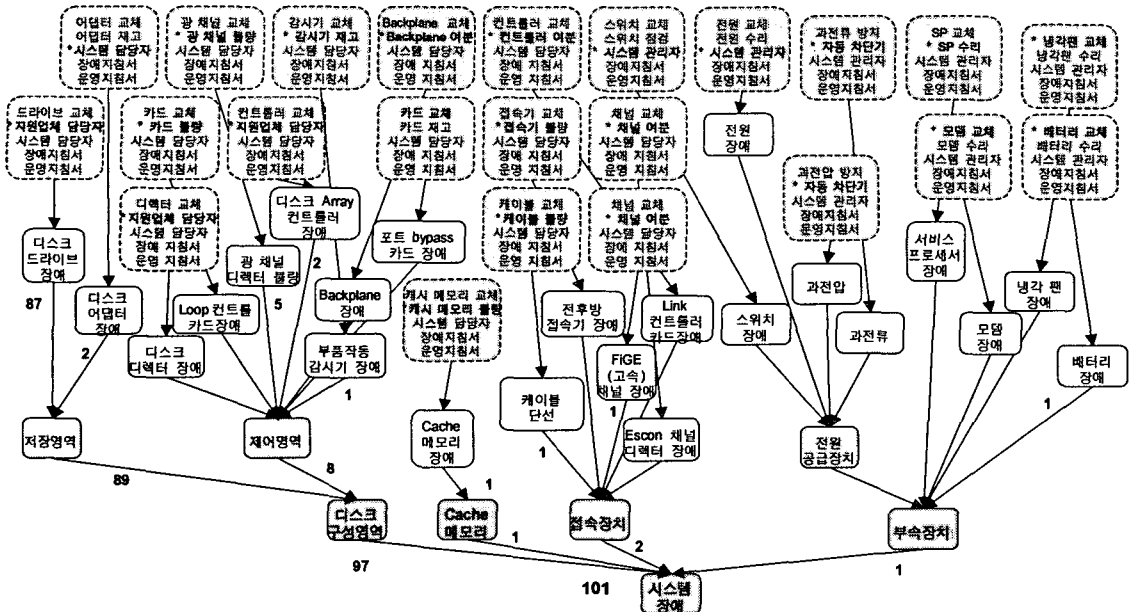 어댑터 교체
어댑터 재고
* 시스템 담당자
장애지침서
운영지침서
광 채널 교체
* 광 채널 불량
시스템 담당자
장애지침서
운영지침서
감시기 교체
* 감시기 재고
시스템 담당자
장애지침서
운영지침서
Backplane 교체
* Backplane 여분
시스템 담당자
장애지침서
운영지침서
컨트롤러 교체
* 컨트롤러 여분
시스템 담당자
장애지침서
운영지침서
스위치 교체
스위치 점검
* 시스템 관리자
장애지침서
운영지침서
전원 교체
전원 수리
* 시스템 관리자
장애지침서
운영지침서
과전류 방지
* 자동 차단기
시스템 관리자
장애지침서
운영지침서
SP 교체
* SP 수리
시스템 관리자
장애지침서
운영지침서
* 냉각팬 교체
냉각팬 수리
시스템 관리자
장애지침서
운영지침서
드라이브 교체
* 지원업체 담당자
시스템 담당자
장애지침서
운영지침서
카드 교체
* 카드 불량
시스템 담당자
장애지침서
운영지침서
컨트롤러 교체
* 지원업체 담당자
시스템 담당자
장애 지침서
운영 지침서
카드 교체
카드 재고
시스템 담당자
장애 지침서
운영 지침서
접속기 교체
* 접속기 불량
시스템 담당자
장애 지침서
운영 지침서
채널 교체
* 채널 여분
시스템 담당자
장애 지침서
운영 지침서
전원
장애
* 모뎀 교체
모뎀 수리
시스템 관리자
장애지침서
운영지침서
* 배터리 교체
배터리 수리
시스템 관리자
장애지침서
운영지침서
과전압 방지
* 자동 차단기
시스템 관리자
장애지침서
운영지침서
디렉터 교체
* 지원업체 담당자
시스템 담당자
장애 지침서
운영 지침서
디스크 Array
컨트롤러
장애
케이블 교체
* 케이블 불량
시스템 담당자
장애 지침서
운영 지침서
채널 교체
* 채널 여분
시스템 담당자
장애 지침서
운영 지침서
디스크
드라이브
장애
포트 bypass
카드 장애
서비스
프로세서
장애
광 채널
디렉터 불량
2
87
5
과전압
냉각 팬
장애
디스크
어댑터
장애
Loop 컨트롤
카드장애
Backplane
장애
캐시 메모리 교체
* 캐시 메모리 불량
시스템 담당자
장애지침서
운영지침서
전후방
접속기 장애
Link
컨트롤러
카드장애
스위치
장애
과전류
모뎀
장애
배터리
장애
2
디스크
디렉터 장애
부품작동
감시기 장애
FiGE
(고속)
채널 장애
1
케이블
단선
1
1
저장영역
제어영역
Cache
메모리
장애
1
Escon 채널
디렉터 장애
전원
공급장치
89
8
1
디스크
구성영역
Cache
메모리
접속장치
부속장치
97
1
2
1
101
시스템
장애